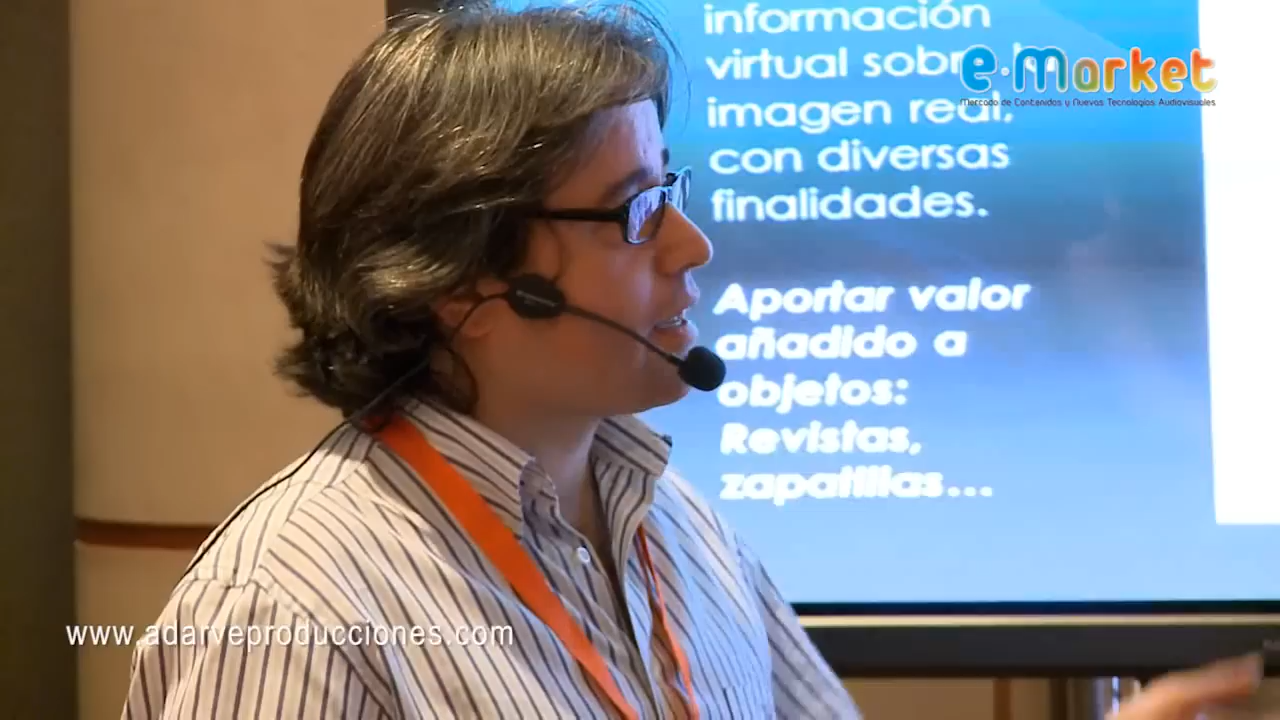 información
virtual sobre
imagen real,
con diversas
finalidades.
Aportar valor
añadido a
objetos:
Revistas,
zapatillas...
e·Market
Mercado de Contenidos y Nuevas Tecnologías Audiovisuales
www.adarveproducciones.com